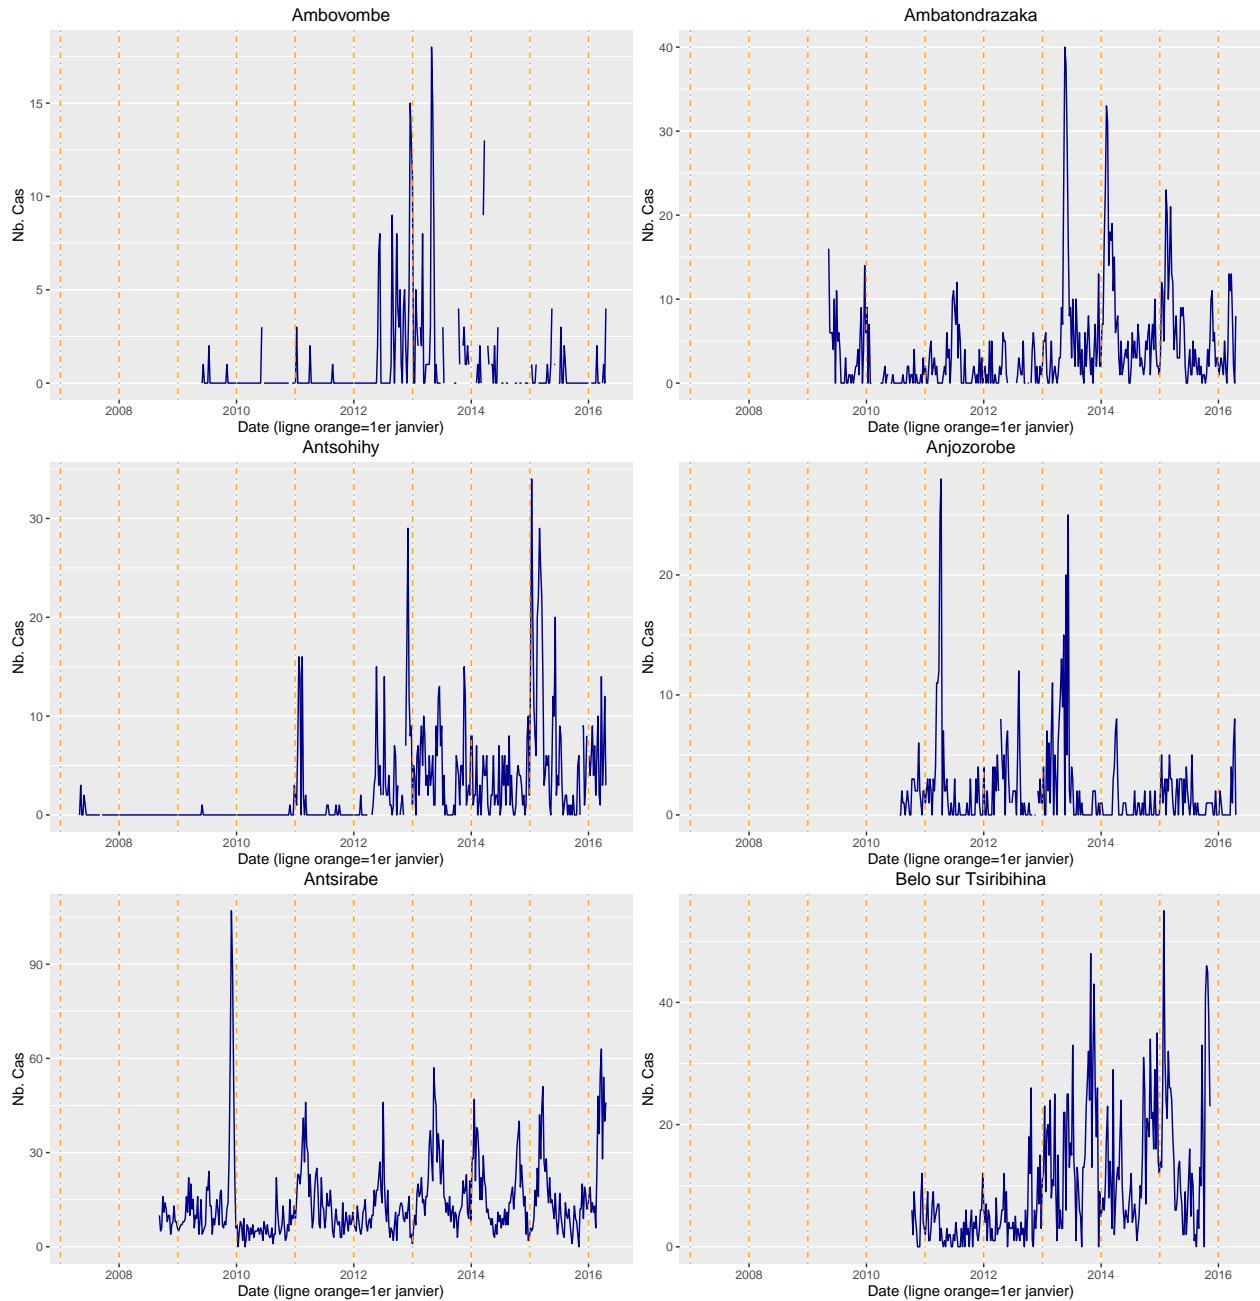 Ambovombe
Nb. Cas
15
10
5
0
2008 2010 2012 2014 2016
Date (ligne orange=1er janvier)
Ambatondrazaka
Nb. Cas
40
30
20
10
0
2008 2010 2012 2014 2016
Date (ligne orange=1er janvier)
Antsohihy
Nb. Cas
30
20
10
0
2008 2010 2012 2014 2016
Date (ligne orange=1er janvier)
Anjozorobe
Nb. Cas
20
10
0
2008 2010 2012 2014 2016
Date (ligne orange=1er janvier)
Antsirabe
Nb. Cas
90
60
30
0
2008 2010 2012 2014 2016
Date (ligne orange=1er janvier)
Belo sur Tsiribihina
Nb. Cas
40
20
0
2008 2010 2012 2014 2016
Date (ligne orange=1er janvier)